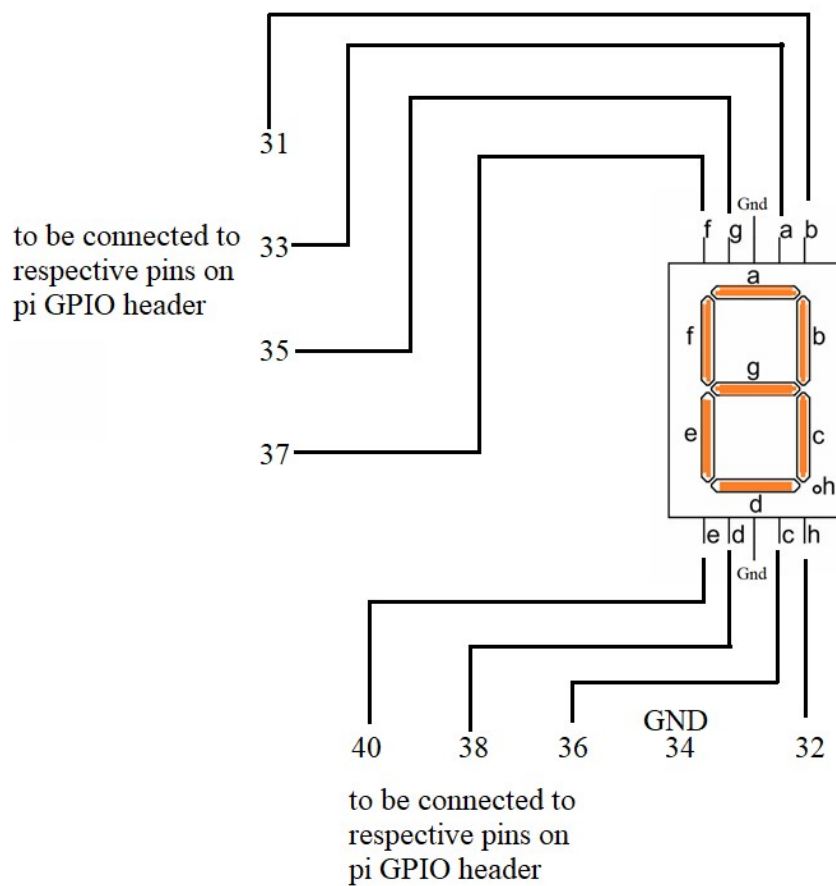 31
to be connected to
respective pins on
pi GPIO header
33
35
37
Gnd
f g a b
a
f b
g
e c
h
d
e d c h
Gnd
GND
40 38 36 34 32
to be connected to
respective pins on
pi GPIO header